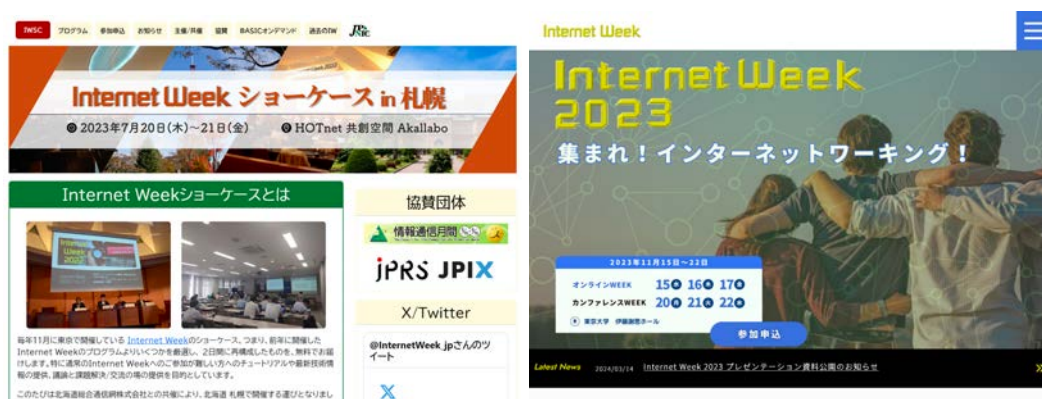 IWSC プログラム 参加申込 お知らせ 主催/共催 協賛 BASICオンデマンド 過去のIW JPNIC
Internet Week ショーケース in 札幌
2023年7月20日(木)～21日(金) HOTnet 共創空間 Akallabo
Internet Weekショーケースとは
毎年11月に東京で開催している Internet Weekのショーケース、つまり、前年に開催した
Internet Weekのプログラムよりいくつかを厳選し、2日間に再構成したものを、無料でお届
けします。特に通常のInternet Weekへのご参加が難しい方へのチュートリアルや最新技術情
報の提供、議論と課題解決/交流の場の提供を目的としています。
このたびは北海道総合通信網株式会社との共催により、北海道 札幌で開催する運びとなりまし
協賛団体
情報通信月間
JPRS JPIX
X/Twitter
@InternetWeek_jpさんのツ
イート
Internet Week
Internet Week
2023
集まれ！インターネットワーキング！
2023年11月15日～22日
オンラインWEEK 15水 16木 17金
カンファレンスWEEK 20月 21火 22水
東京大学 伊藤謝恩ホール
参加申込
Latest News 2024/03/14 Internet Week 2023 プレゼンテーション資料公開のお知らせ